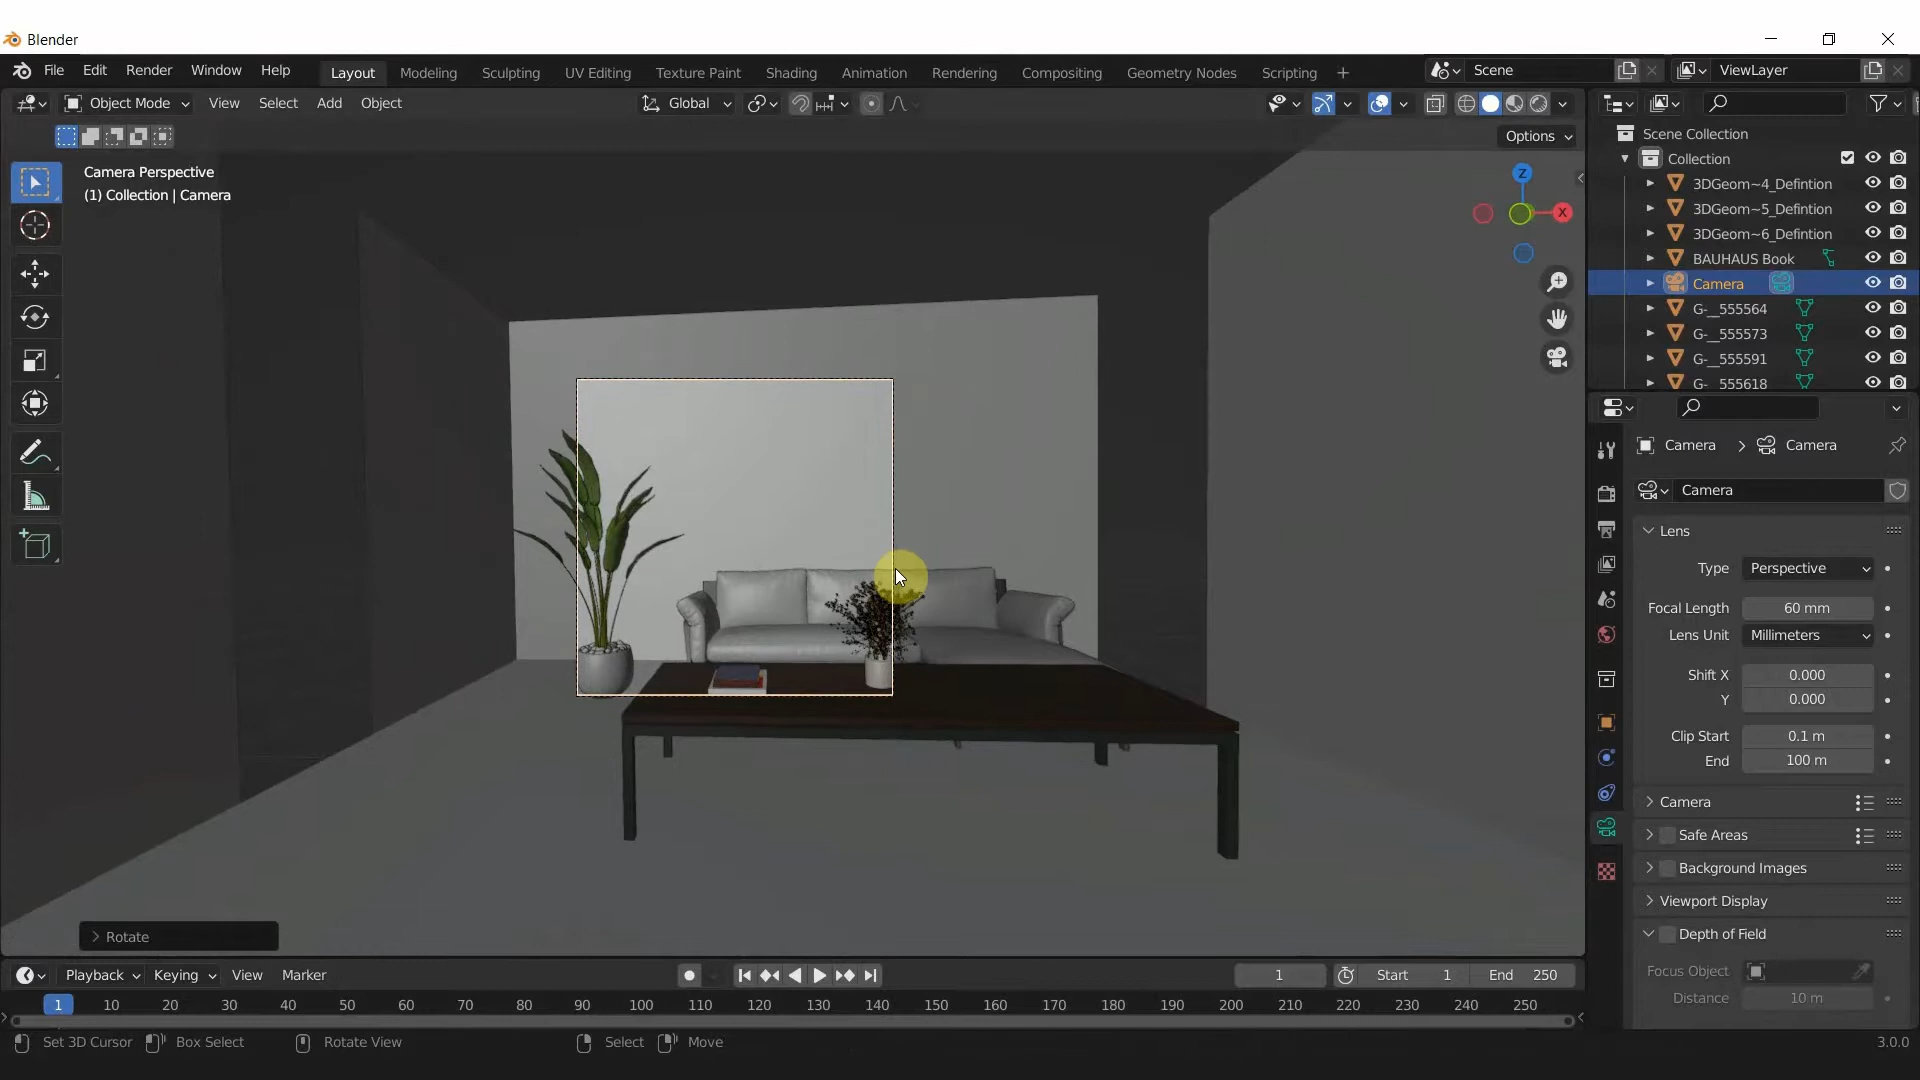 Blender
File Edit Render Window Help Layout Modeling Sculpting UV Editing Texture Paint Shading Animation Rendering Compositing Geometry Nodes Scripting + Scene ViewLayer
Object Mode View Select Add Object Global
Options
Camera Perspective
(1) Collection | Camera
Z
X
Rotate
Scene Collection
Collection
3DGeom~4_Defintion
3DGeom~5_Defintion
3DGeom~6_Defintion
BAUHAUS Book
Camera
G-__555564
G-__555573
G-__555591
G-__555618
Camera > Camera
Camera
Lens
Type Perspective
Focal Length 60 mm
Lens Unit Millimeters
Shift X 0.000
Y 0.000
Clip Start 0.1 m
End 100 m
Camera
Safe Areas
Background Images
Viewport Display
Depth of Field
Focus Object
Distance 10 m
Playback Keying View Marker 1 Start 1 End 250
1 10 20 30 40 50 60 70 80 90 100 110 120 130 140 150 160 170 180 190 200 210 220 230 240 250
Set 3D Cursor Box Select Rotate View Select Move 3.0.0